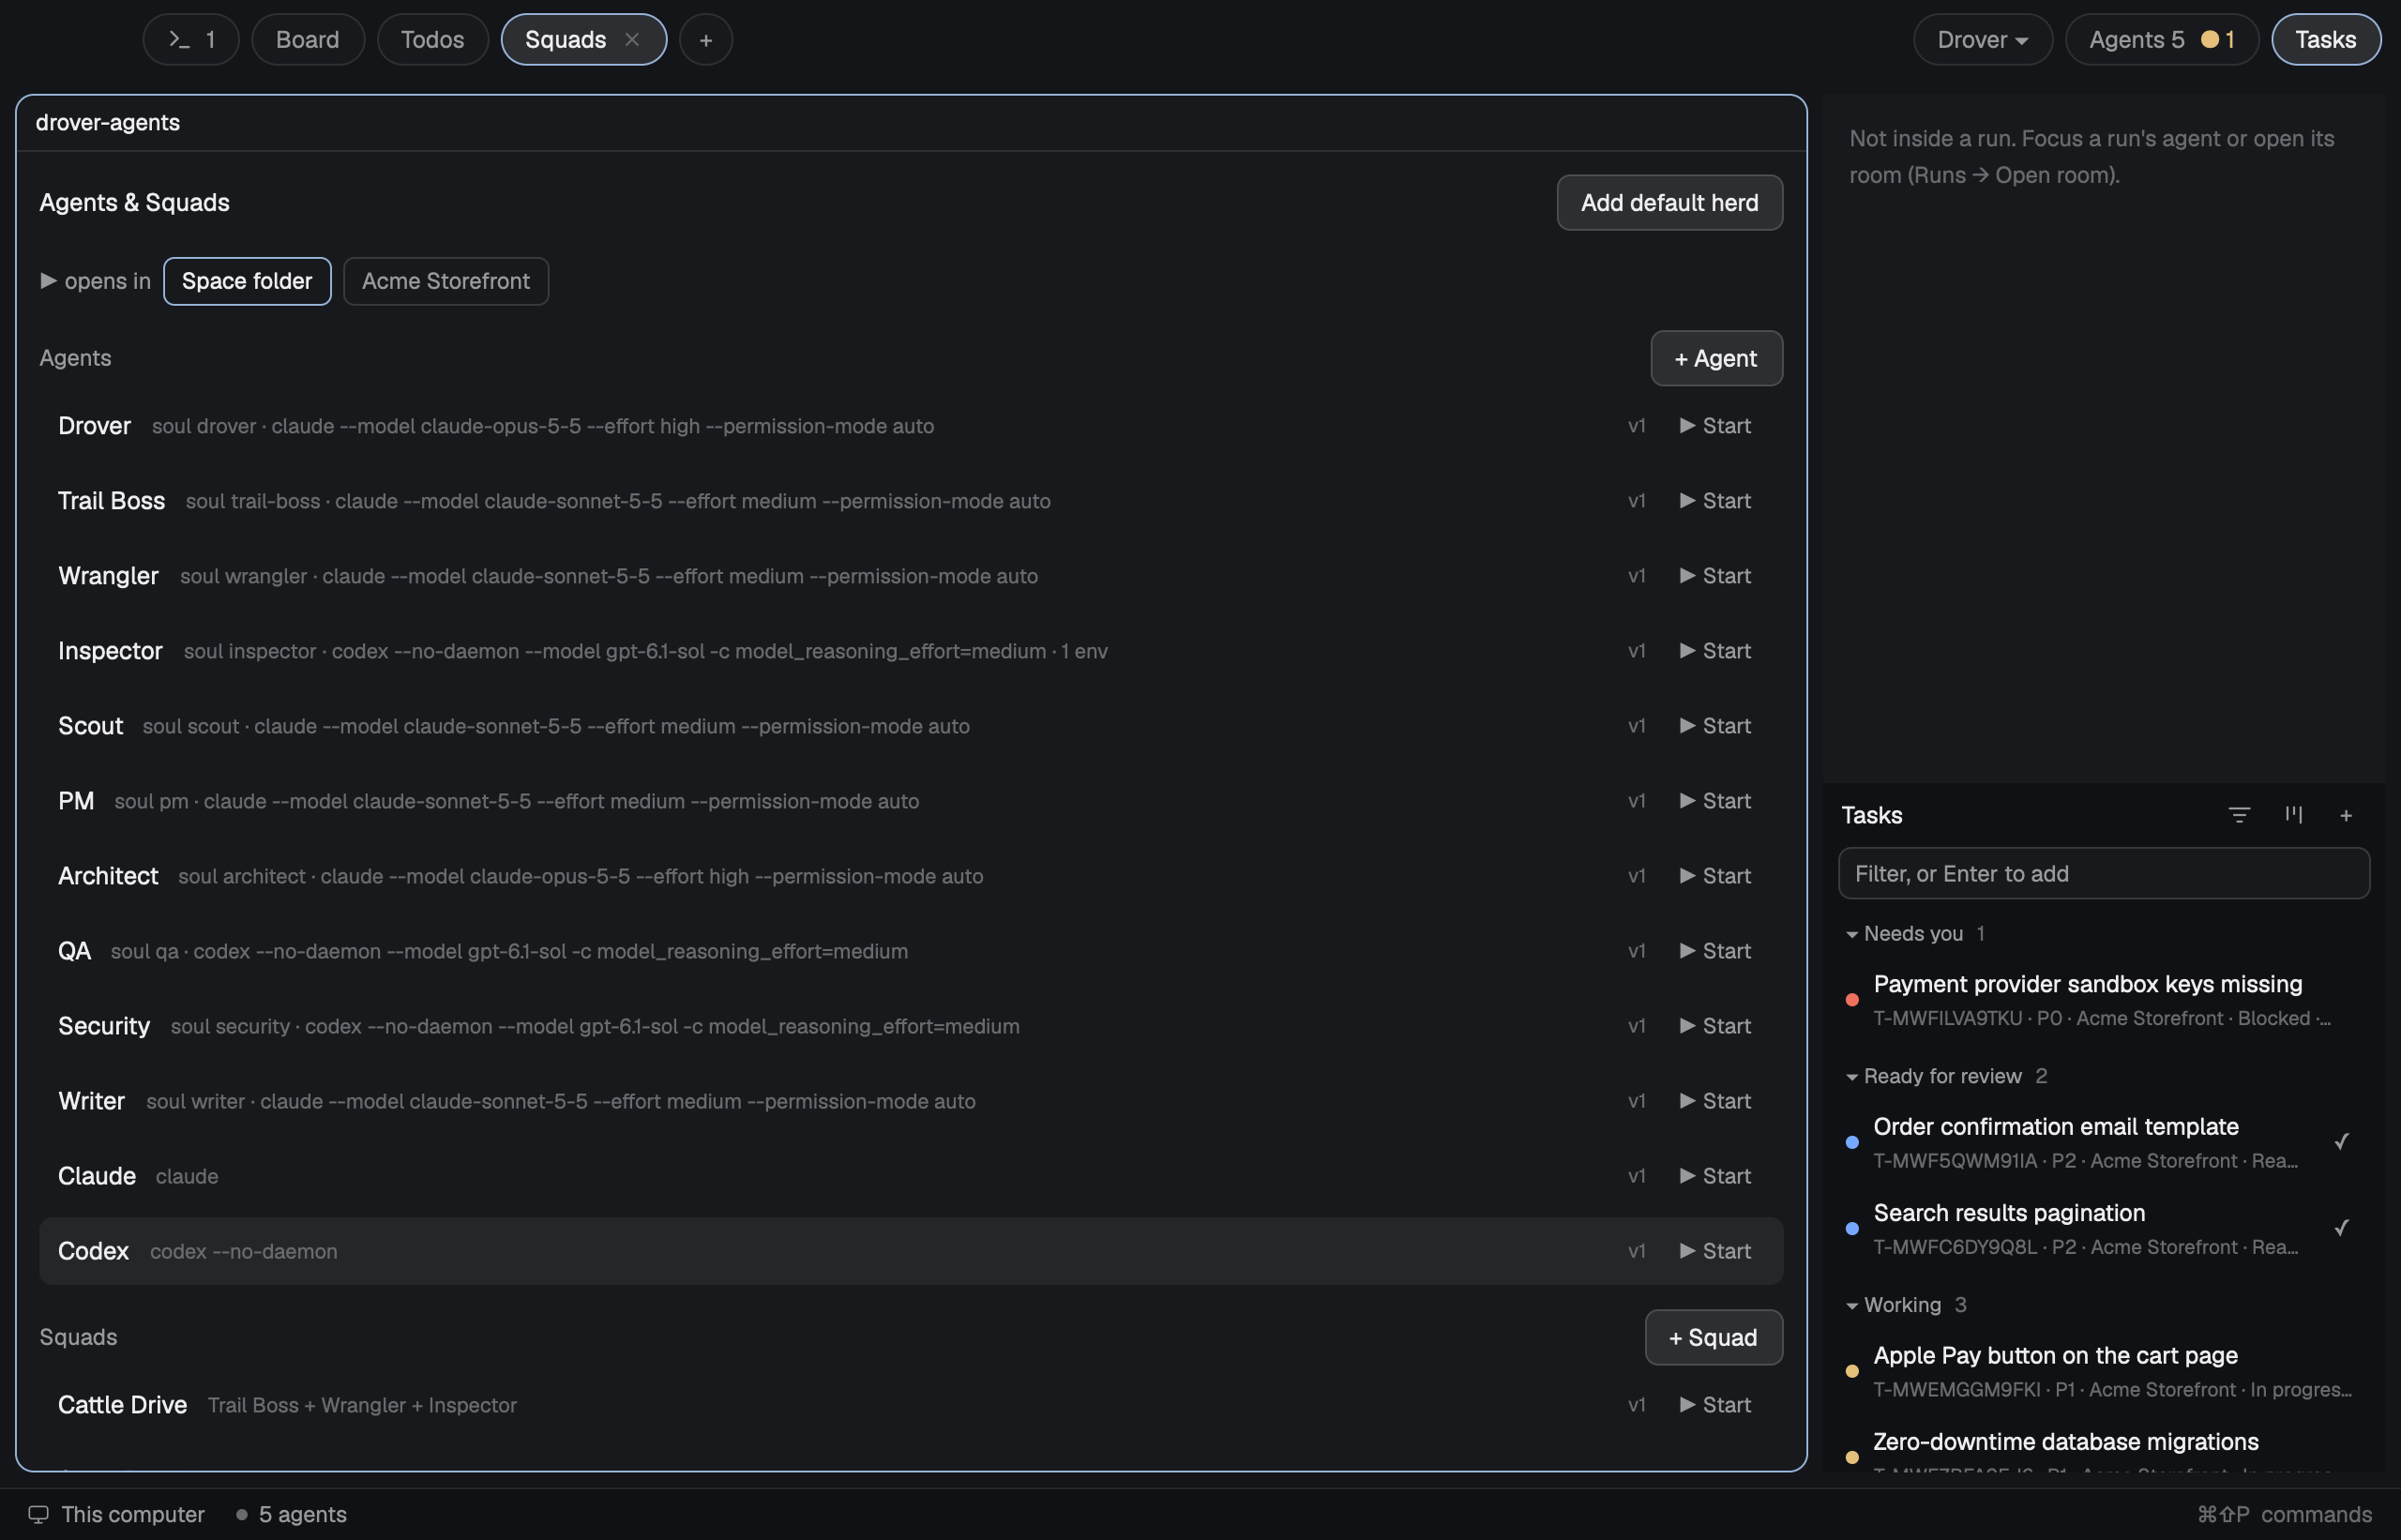 >_ 1
Board
Todos
Squads ×
+
Drover
Agents 5 1
Tasks
drover-agents
Agents & Squads
Add default herd
▶ opens in
Space folder
Acme Storefront
Agents
+ Agent
Drover soul drover · claude --model claude-opus-5-5 --effort high --permission-mode auto v1 ▶ Start
Trail Boss soul trail-boss · claude --model claude-sonnet-5-5 --effort medium --permission-mode auto v1 ▶ Start
Wrangler soul wrangler · claude --model claude-sonnet-5-5 --effort medium --permission-mode auto v1 ▶ Start
Inspector soul inspector · codex --no-daemon --model gpt-6.1-sol -c model_reasoning_effort=medium · 1 env v1 ▶ Start
Scout soul scout · claude --model claude-sonnet-5-5 --effort medium --permission-mode auto v1 ▶ Start
PM soul pm · claude --model claude-sonnet-5-5 --effort medium --permission-mode auto v1 ▶ Start
Architect soul architect · claude --model claude-opus-5-5 --effort high --permission-mode auto v1 ▶ Start
QA soul qa · codex --no-daemon --model gpt-6.1-sol -c model_reasoning_effort=medium v1 ▶ Start
Security soul security · codex --no-daemon --model gpt-6.1-sol -c model_reasoning_effort=medium v1 ▶ Start
Writer soul writer · claude --model claude-sonnet-5-5 --effort medium --permission-mode auto v1 ▶ Start
Claude claude v1 ▶ Start
Codex codex --no-daemon v1 ▶ Start
Squads
+ Squad
Cattle Drive Trail Boss + Wrangler + Inspector v1 ▶ Start
Not inside a run. Focus a run's agent or open its
room (Runs → Open room).
Tasks
Filter, or Enter to add
Needs you 1
Payment provider sandbox keys missing
T-MWFILVA9TKU · P0 · Acme Storefront · Blocked ·...
Ready for review 2
Order confirmation email template
T-MWF5QWM91IA · P2 · Acme Storefront · Rea...
Search results pagination
T-MWFC6DY9Q8L · P2 · Acme Storefront · Rea...
Working 3
Apple Pay button on the cart page
T-MWEMGGM9FKI · P1 · Acme Storefront · In progres...
Zero-downtime database migrations
This computer
5 agents
⌘⇧P commands